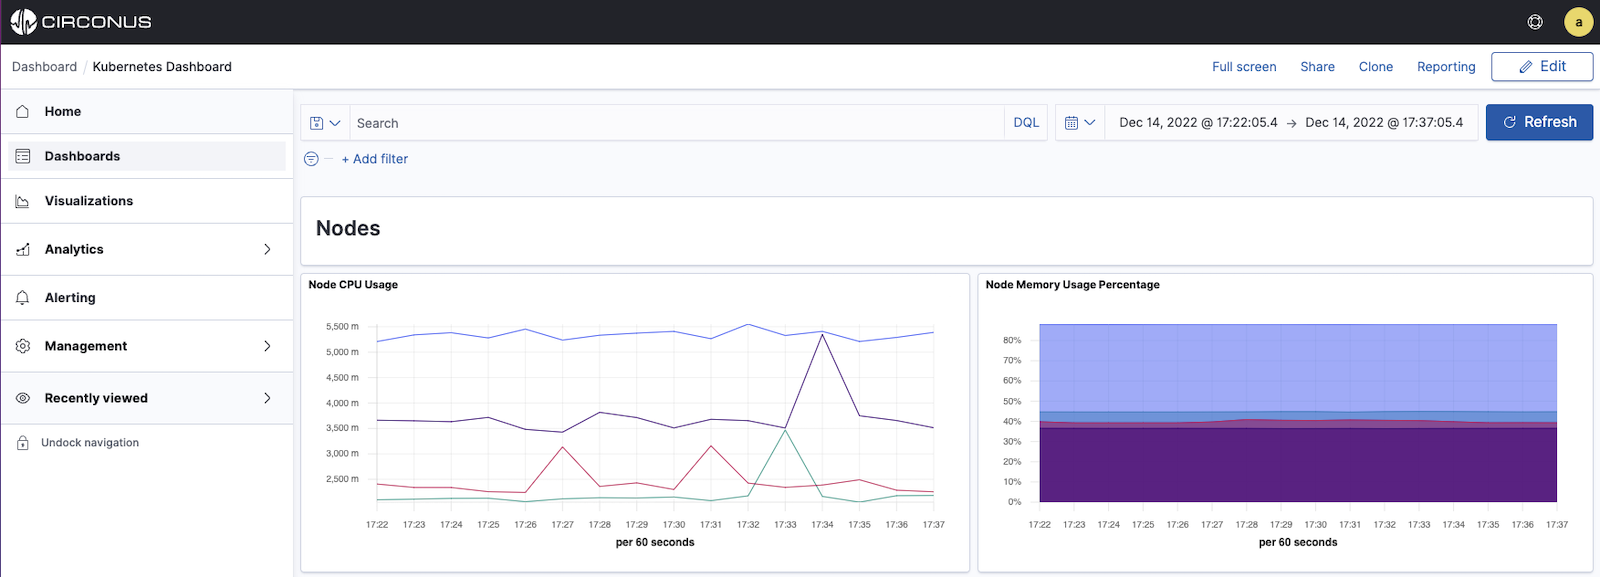 CIRCONUS
a
Dashboard / Kubernetes Dashboard
Full screen Share Clone Reporting Edit
Home
Dashboards
Visualizations
Analytics
Alerting
Management
Recently viewed
Undock navigation
Search DQL Dec 14, 2022 @ 17:22:05.4 → Dec 14, 2022 @ 17:37:05.4 Refresh
+ Add filter
Nodes
Node CPU Usage
5,500 m
5,000 m
4,500 m
4,000 m
3,500 m
3,000 m
2,500 m
17:22 17:23 17:24 17:25 17:26 17:27 17:28 17:29 17:30 17:31 17:32 17:33 17:34 17:35 17:36 17:37
per 60 seconds
Node Memory Usage Percentage
80%
70%
60%
50%
40%
30%
20%
10%
0%
17:22 17:23 17:24 17:25 17:26 17:27 17:28 17:29 17:30 17:31 17:32 17:33 17:34 17:35 17:36 17:37
per 60 seconds